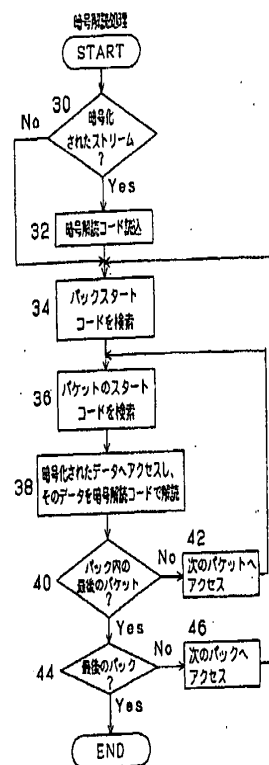 暗号解読処理
START
30
暗号化
されたストリーム
?
No
Yes
32
暗号解読コード読込
34
パックスタート
コードを検索
36
パケットのスタート
コードを検索
38
暗号化されたデータへアクセスし、
そのデータを暗号解読コードで解読
40
パック内の
最後のパケット
?
No
42
次のパケットへ
アクセス
Yes
44
最後のパック
?
No
46
次のパックへ
アクセス
Yes
END